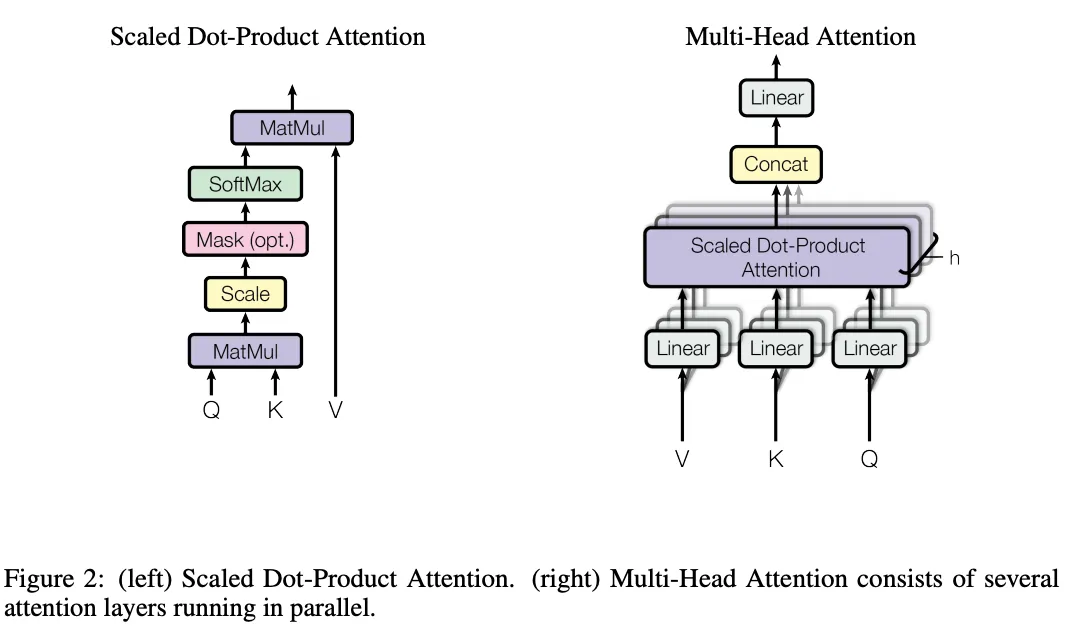 Scaled Dot-Product Attention
MatMul
SoftMax
Mask (opt.)
Scale
MatMul
Q K V
Multi-Head Attention
Linear
Concat
Scaled Dot-Product
Attention
h
Linear Linear Linear
V K Q
Figure 2: (left) Scaled Dot-Product Attention. (right) Multi-Head Attention consists of several
attention layers running in parallel.